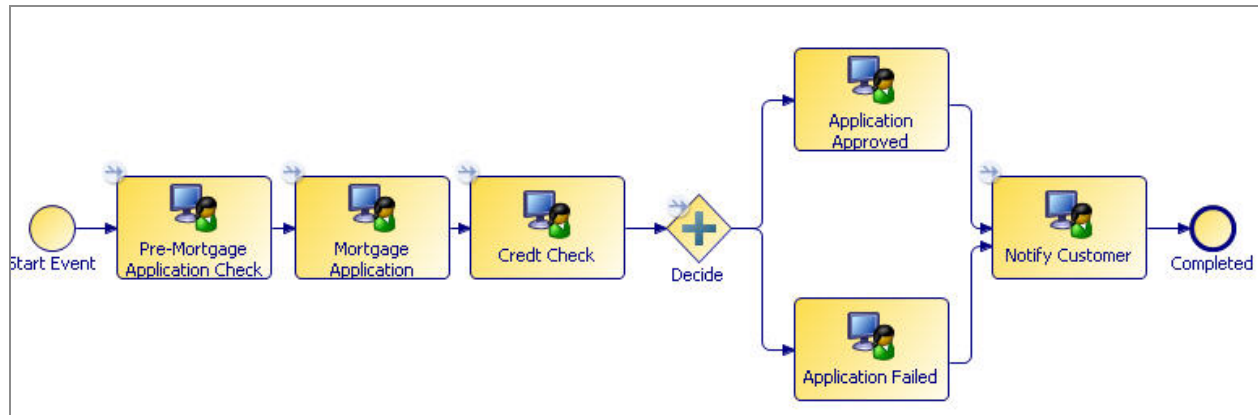 Start Event
Pre-Mortgage
Application Check
Mortgage
Application
Credt Check
Decide
Application
Approved
Application Failed
Notify Customer
Completed